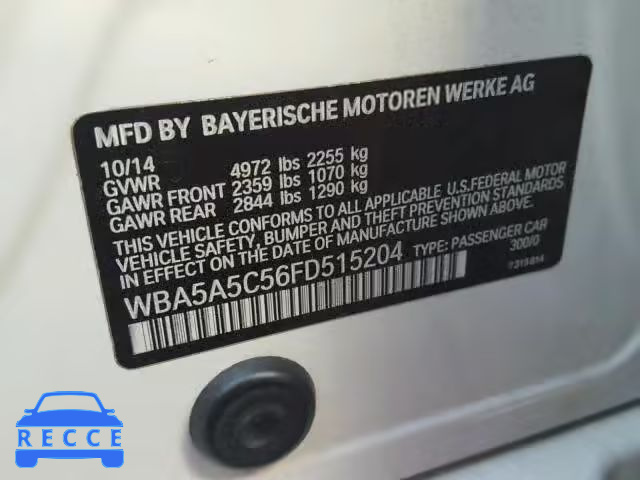 MFD BY BAYERISCHE MOTOREN WERKE AG
10/14
GVWR 4972 lbs 2255 kg
GAWR FRONT 2359 lbs 1070 kg
GAWR REAR 2844 lbs 1290 kg
THIS VEHICLE CONFORMS TO ALL APPLICABLE U.S.FEDERAL MOTOR
VEHICLE SAFETY, BUMPER AND THEFT PREVENTION STANDARDS
IN EFFECT ON THE DATE OF MANUFACTURE SHOWN ABOVE.
WBA5A5C56FD515204 TYPE: PASSENGER CAR
300/0
RECCE